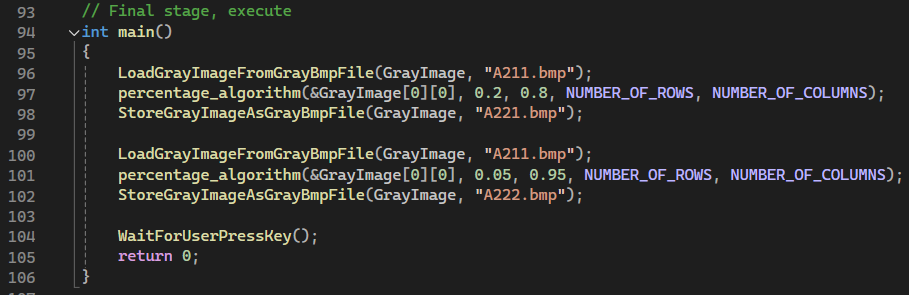 93 // Final stage, execute
94 int main()
95 {
96 LoadGrayImageFromGrayBmpFile(GrayImage, "A211.bmp");
97 percentage_algorithm(&GrayImage[0][0], 0.2, 0.8, NUMBER_OF_ROWS, NUMBER_OF_COLUMNS);
98 StoreGrayImageAsGrayBmpFile(GrayImage, "A221.bmp");
99
100 LoadGrayImageFromGrayBmpFile(GrayImage, "A211.bmp");
101 percentage_algorithm(&GrayImage[0][0], 0.05, 0.95, NUMBER_OF_ROWS, NUMBER_OF_COLUMNS);
102 StoreGrayImageAsGrayBmpFile(GrayImage, "A222.bmp");
103
104 WaitForUserPressKey();
105 return 0;
106 }